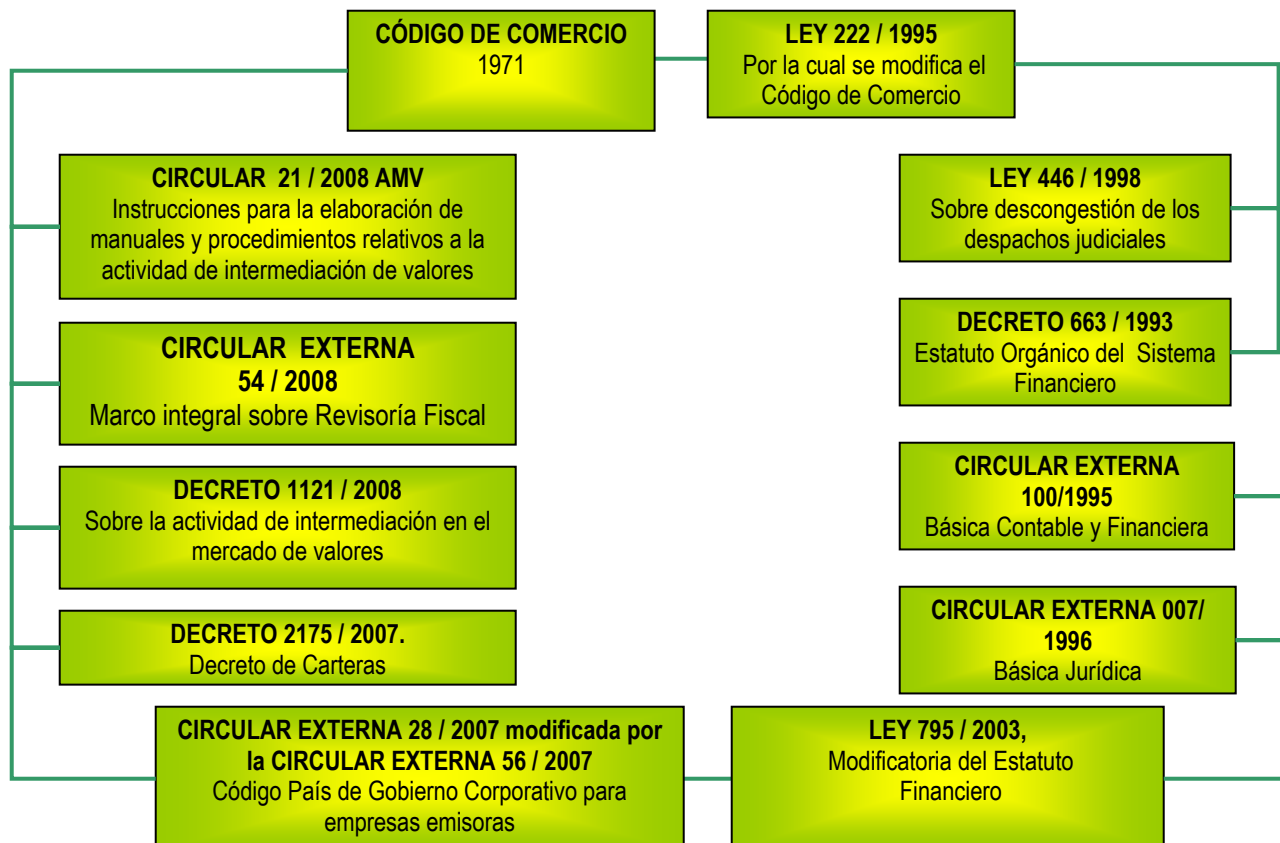 CÓDIGO DE COMERCIO
1971
LEY 222 / 1995
Por la cual se modifica el
Código de Comercio
CIRCULAR 21 / 2008 AMV
Instrucciones para la elaboración de
manuales y procedimientos relativos a la
actividad de intermediación de valores
LEY 446 / 1998
Sobre descongestión de los
despachos judiciales
CIRCULAR EXTERNA
54 / 2008
Marco integral sobre Revisoría Fiscal
DECRETO 663 / 1993
Estatuto Orgánico del Sistema
Financiero
DECRETO 1121 / 2008
Sobre la actividad de intermediación en el
mercado de valores
CIRCULAR EXTERNA
100/1995
Básica Contable y Financiera
DECRETO 2175 / 2007.
Decreto de Carteras
CIRCULAR EXTERNA 007/
1996
Básica Jurídica
CIRCULAR EXTERNA 28 / 2007 modificada por
la CIRCULAR EXTERNA 56 / 2007
Código País de Gobierno Corporativo para
empresas emisoras
LEY 795 / 2003,
Modificatoria del Estatuto
Financiero